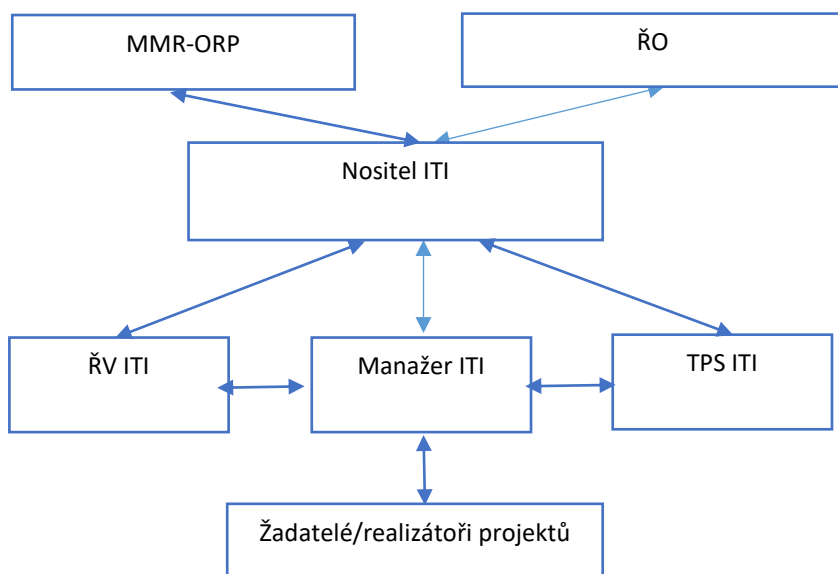 MMR-ORP
ŘO
Nositel ITI
ŘV ITI
Manažer ITI
TPS ITI
Žadatelé/realizátoři projektů